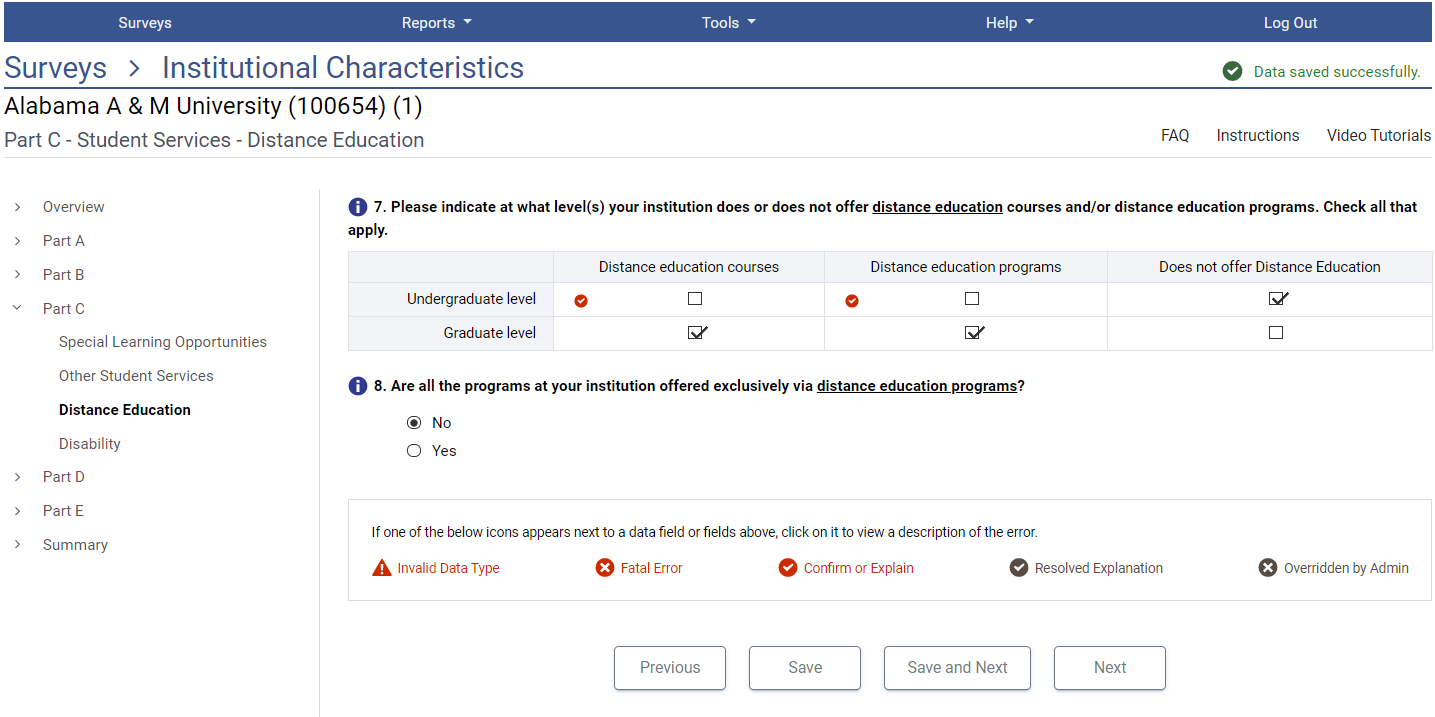 Surveys Reports Tools Help Log Out
Surveys > Institutional Characteristics
Data saved successfully.
Alabama A & M University (100654) (1)
Part C - Student Services - Distance Education
FAQ Instructions Video Tutorials
Overview
Part A
Part B
Part C
Special Learning Opportunities
Other Student Services
Distance Education
Disability
Part D
Part E
Summary
7. Please indicate at what level(s) your institution does or does not offer distance education courses and/or distance education programs. Check all that
apply.
Distance education courses Distance education programs Does not offer Distance Education
Undergraduate level
Graduate level
8. Are all the programs at your institution offered exclusively via distance education programs?
No
Yes
If one of the below icons appears next to a data field or fields above, click on it to view a description of the error.
Invalid Data Type Fatal Error Confirm or Explain Resolved Explanation Overridden by Admin
Previous Save Save and Next Next